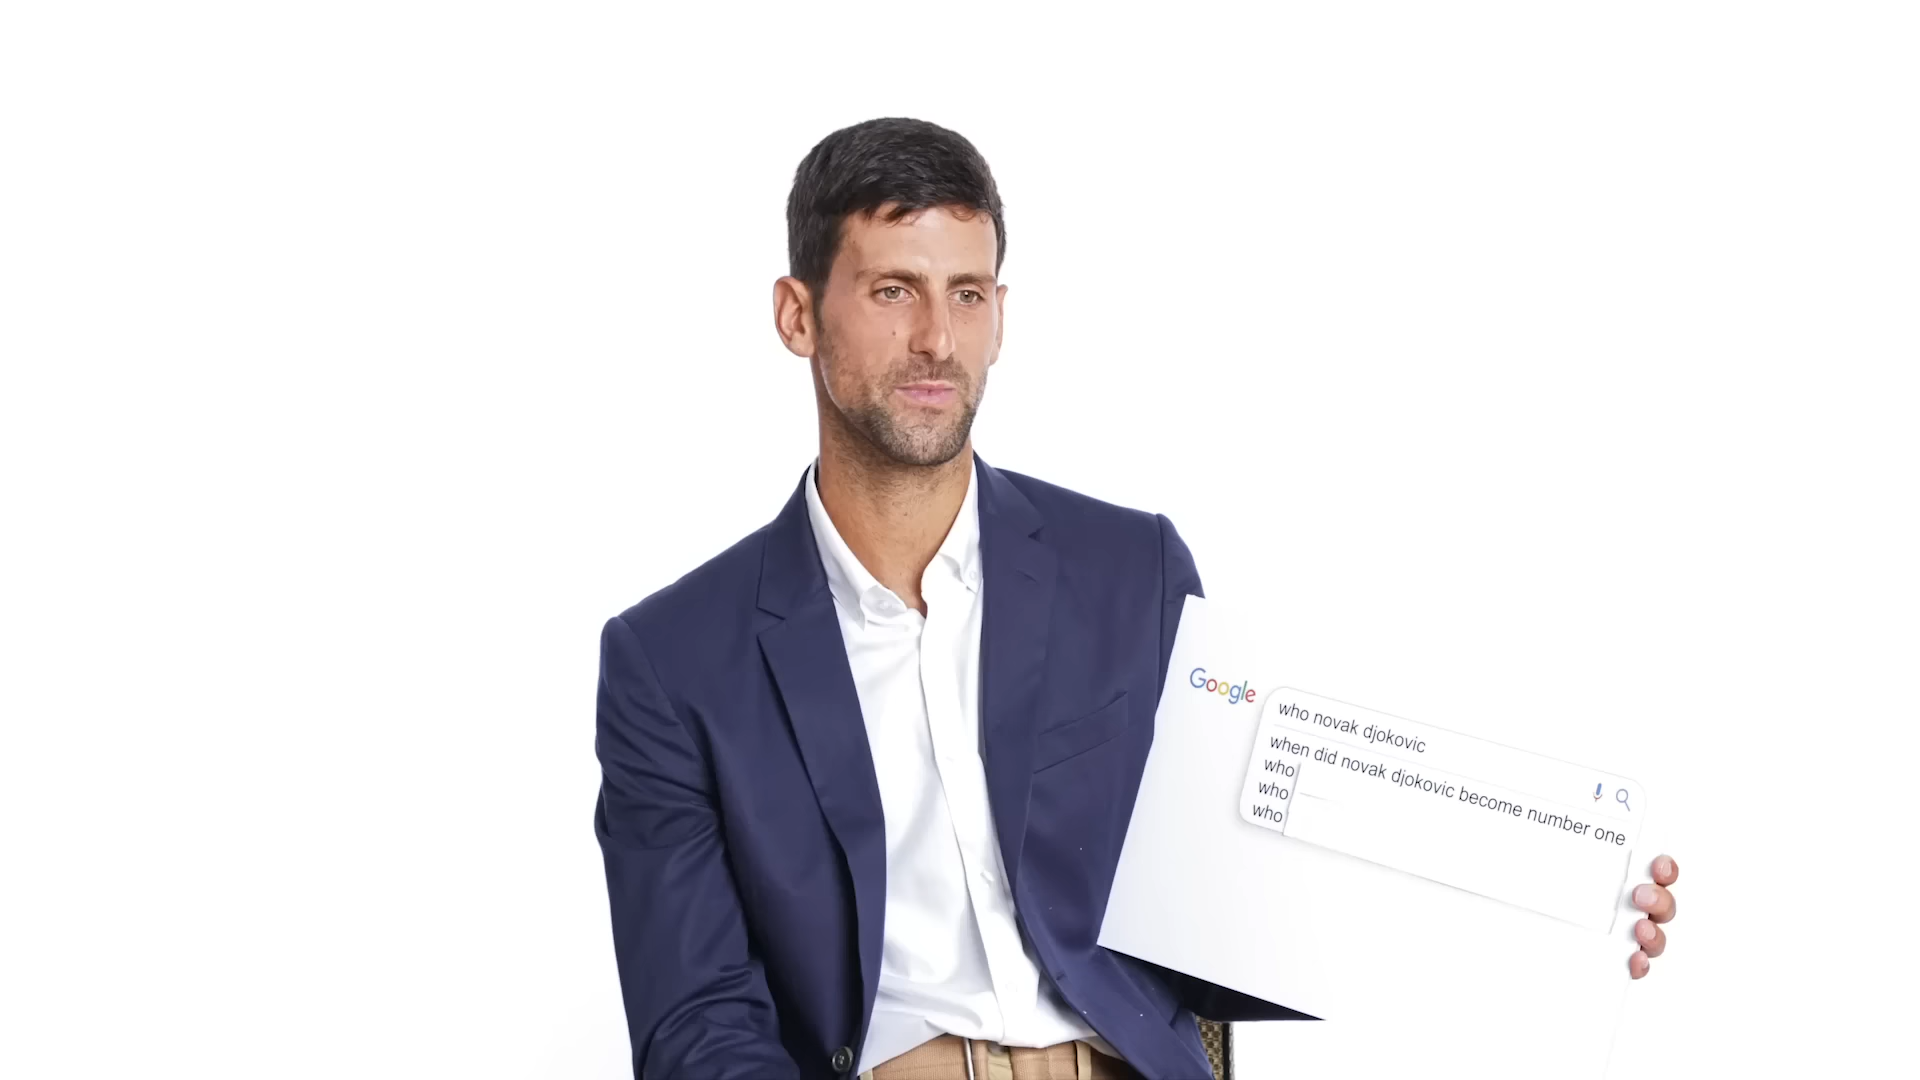 Google
who novak djokovic
when did novak djokovic become number one
who
who
who